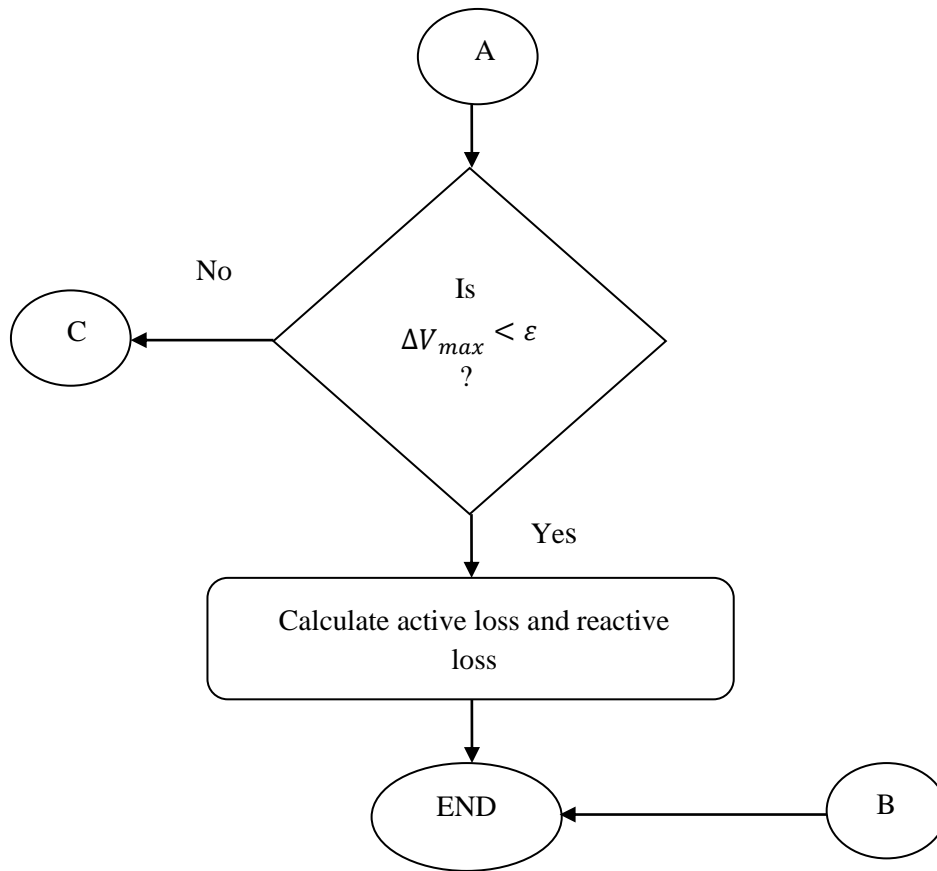 A
No
Is
C
ΔV_max < ε
?
Yes
Calculate active loss and reactive
loss
END
B